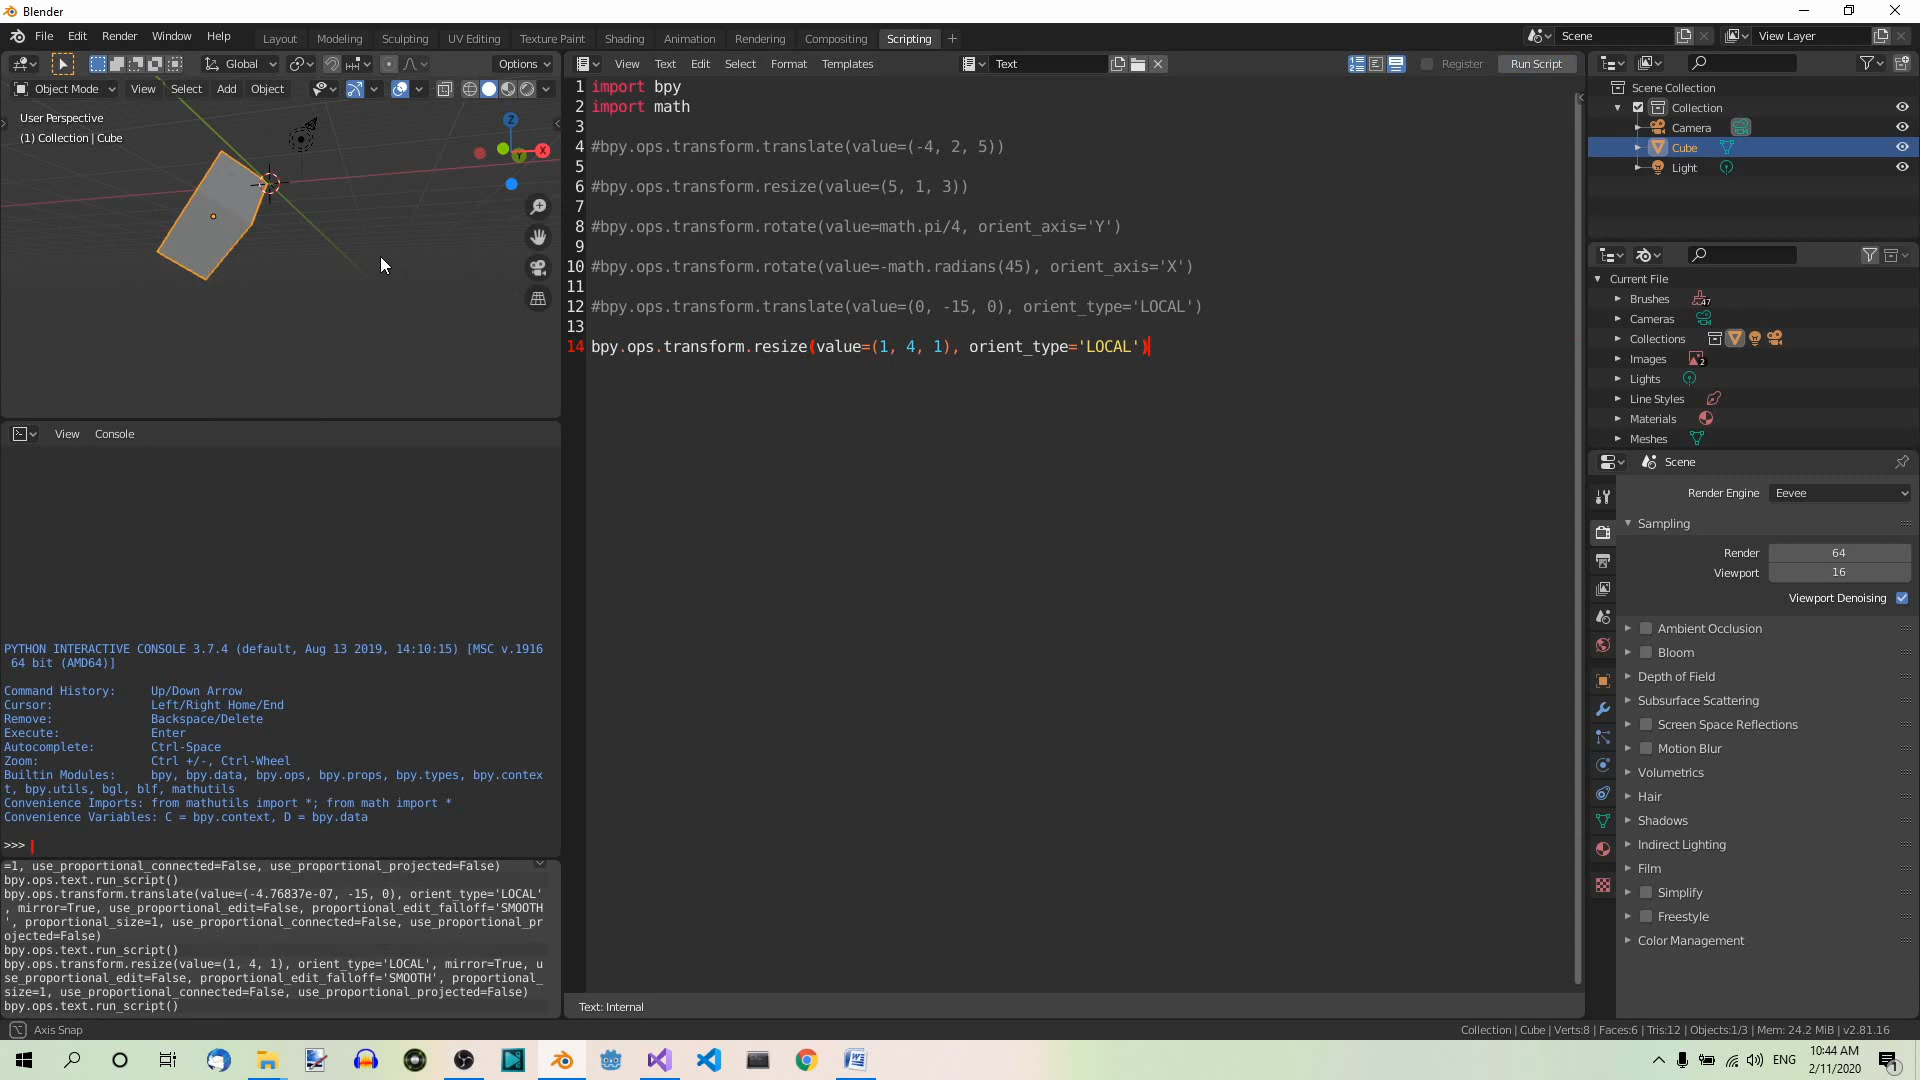 Blender
File Edit Render Window Help
Layout Modeling Sculpting UV Editing Texture Paint Shading Animation Rendering Compositing Scripting +
Scene
View Layer
Global
Options
View Text Edit Select Format Templates
Text
Register
Run Script
Object Mode
View Select Add Object
User Perspective
(1) Collection | Cube
Z
X
Y
1 import bpy
2 import math
3
4 #bpy.ops.transform.translate(value=(-4, 2, 5))
5
6 #bpy.ops.transform.resize(value=(5, 1, 3))
7
8 #bpy.ops.transform.rotate(value=math.pi/4, orient_axis='Y')
9
10 #bpy.ops.transform.rotate(value=-math.radians(45), orient_axis='X')
11
12 #bpy.ops.transform.translate(value=(0, -15, 0), orient_type='LOCAL')
13
14 bpy.ops.transform.resize(value=(1, 4, 1), orient_type='LOCAL')
Text: Internal
View Console
PYTHON INTERACTIVE CONSOLE 3.7.4 (default, Aug 13 2019, 14:10:15) [MSC v.1916
64 bit (AMD64)]
Command History: Up/Down Arrow
Cursor: Left/Right Home/End
Remove: Backspace/Delete
Execute: Enter
Autocomplete: Ctrl-Space
Zoom: Ctrl +/-, Ctrl-Wheel
Builtin Modules: bpy, bpy.data, bpy.ops, bpy.props, bpy.types, bpy.contex
t, bpy.utils, bgl, blf, mathutils
Convenience Imports: from mathutils import *; from math import *
Convenience Variables: C = bpy.context, D = bpy.data
>>>
=1, use_proportional_connected=False, use_proportional_projected=False)
bpy.ops.text.run_script()
bpy.ops.transform.translate(value=(-4.76837e-07, -15, 0), orient_type='LOCAL'
, mirror=True, use_proportional_edit=False, proportional_edit_falloff='SMOOTH
', proportional_size=1, use_proportional_connected=False, use_proportional_pr
ojected=False)
bpy.ops.text.run_script()
bpy.ops.transform.resize(value=(1, 4, 1), orient_type='LOCAL', mirror=True, u
se_proportional_edit=False, proportional_edit_falloff='SMOOTH', proportional_
size=1, use_proportional_connected=False, use_proportional_projected=False)
bpy.ops.text.run_script()
Scene Collection
Collection
Camera
Cube
Light
Current File
Brushes 47
Cameras
Collections
Images 2
Lights
Line Styles
Materials
Meshes
Scene
Render Engine Eevee
Sampling
Render 64
Viewport 16
Viewport Denoising
Ambient Occlusion
Bloom
Depth of Field
Subsurface Scattering
Screen Space Reflections
Motion Blur
Volumetrics
Hair
Shadows
Indirect Lighting
Film
Simplify
Freestyle
Color Management
Axis Snap
Collection | Cube | Verts:8 | Faces:6 | Tris:12 | Objects:1/3 | Mem: 24.2 MiB | v2.81.16
ENG
10:44 AM
2/11/2020
1